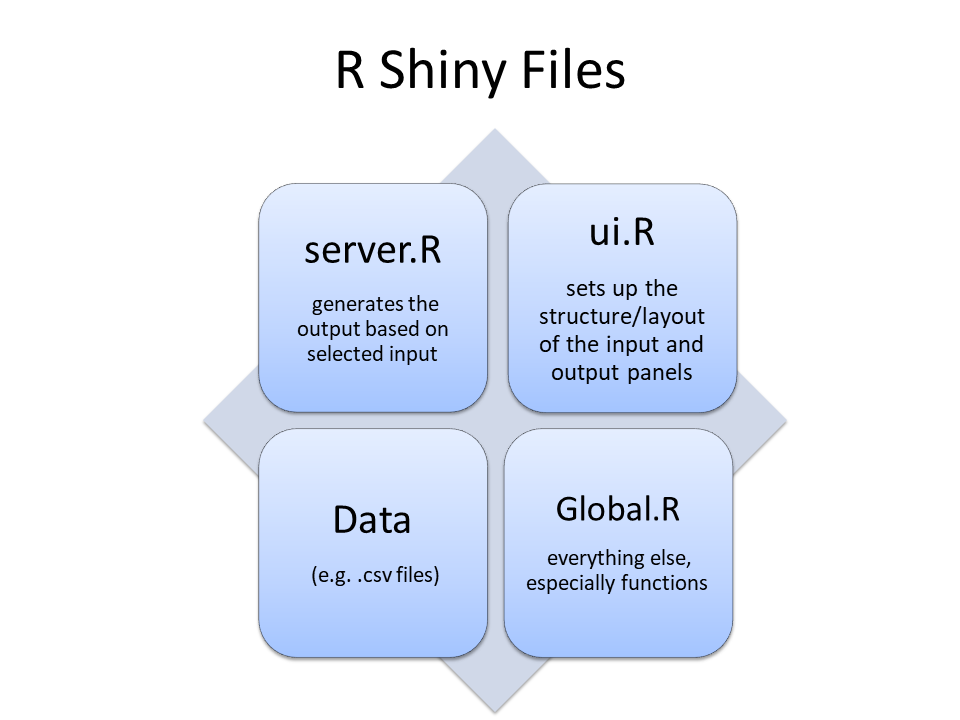 R Shiny Files
server.R
generates the
output based on
selected input
ui.R
sets up the
structure/layout
of the input and
output panels
Data
(e.g. .csv files)
Global.R
everything else,
especially functions